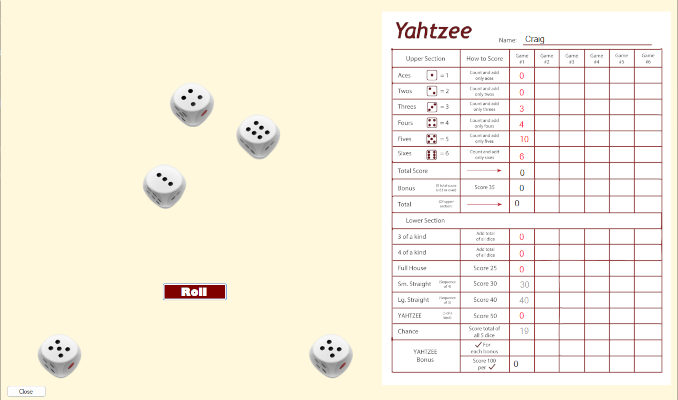 Yahtzee
Name: Craig
Upper Section How to Score Game #1 Game #2 Game #3 Game #4 Game #5 Game #6
Aces = 1 Count and add only aces 0
Twos = 2 Count and add only twos 0
Threes = 3 Count and add only threes 3
Fours = 4 Count and add only fours 4
Fives = 5 Count and add only fives 10
Sixes = 6 Count and add only sixes 6
Total Score 0
Bonus Score 35 0
Total 0
Lower Section
3 of a kind Add total of all dice 0
4 of a kind Add total of all dice 0
Full House Score 25 0
Sm. Straight (Sequence of 4) Score 30 30
Lg. Straight (Sequence of 5) Score 40 40
YAHTZEE Score 50 0
Chance Score total of all 5 dice 19
YAHTZEE Bonus
✓ For each bonus
Score 100 per ✓ 0
Roll
Close